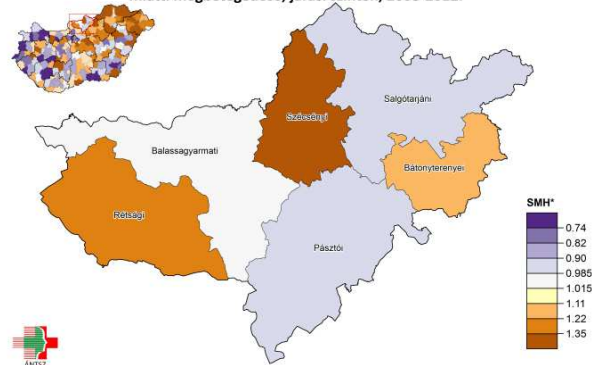 Szécsényi
Salgótarjáni
Balassagyarmati
Bátonyterenyei
Rétsági
Pásztói
SMH*
0.74
0.82
0.90
0.985
1.015
1.11
1.22
1.35
ÁNTSZ